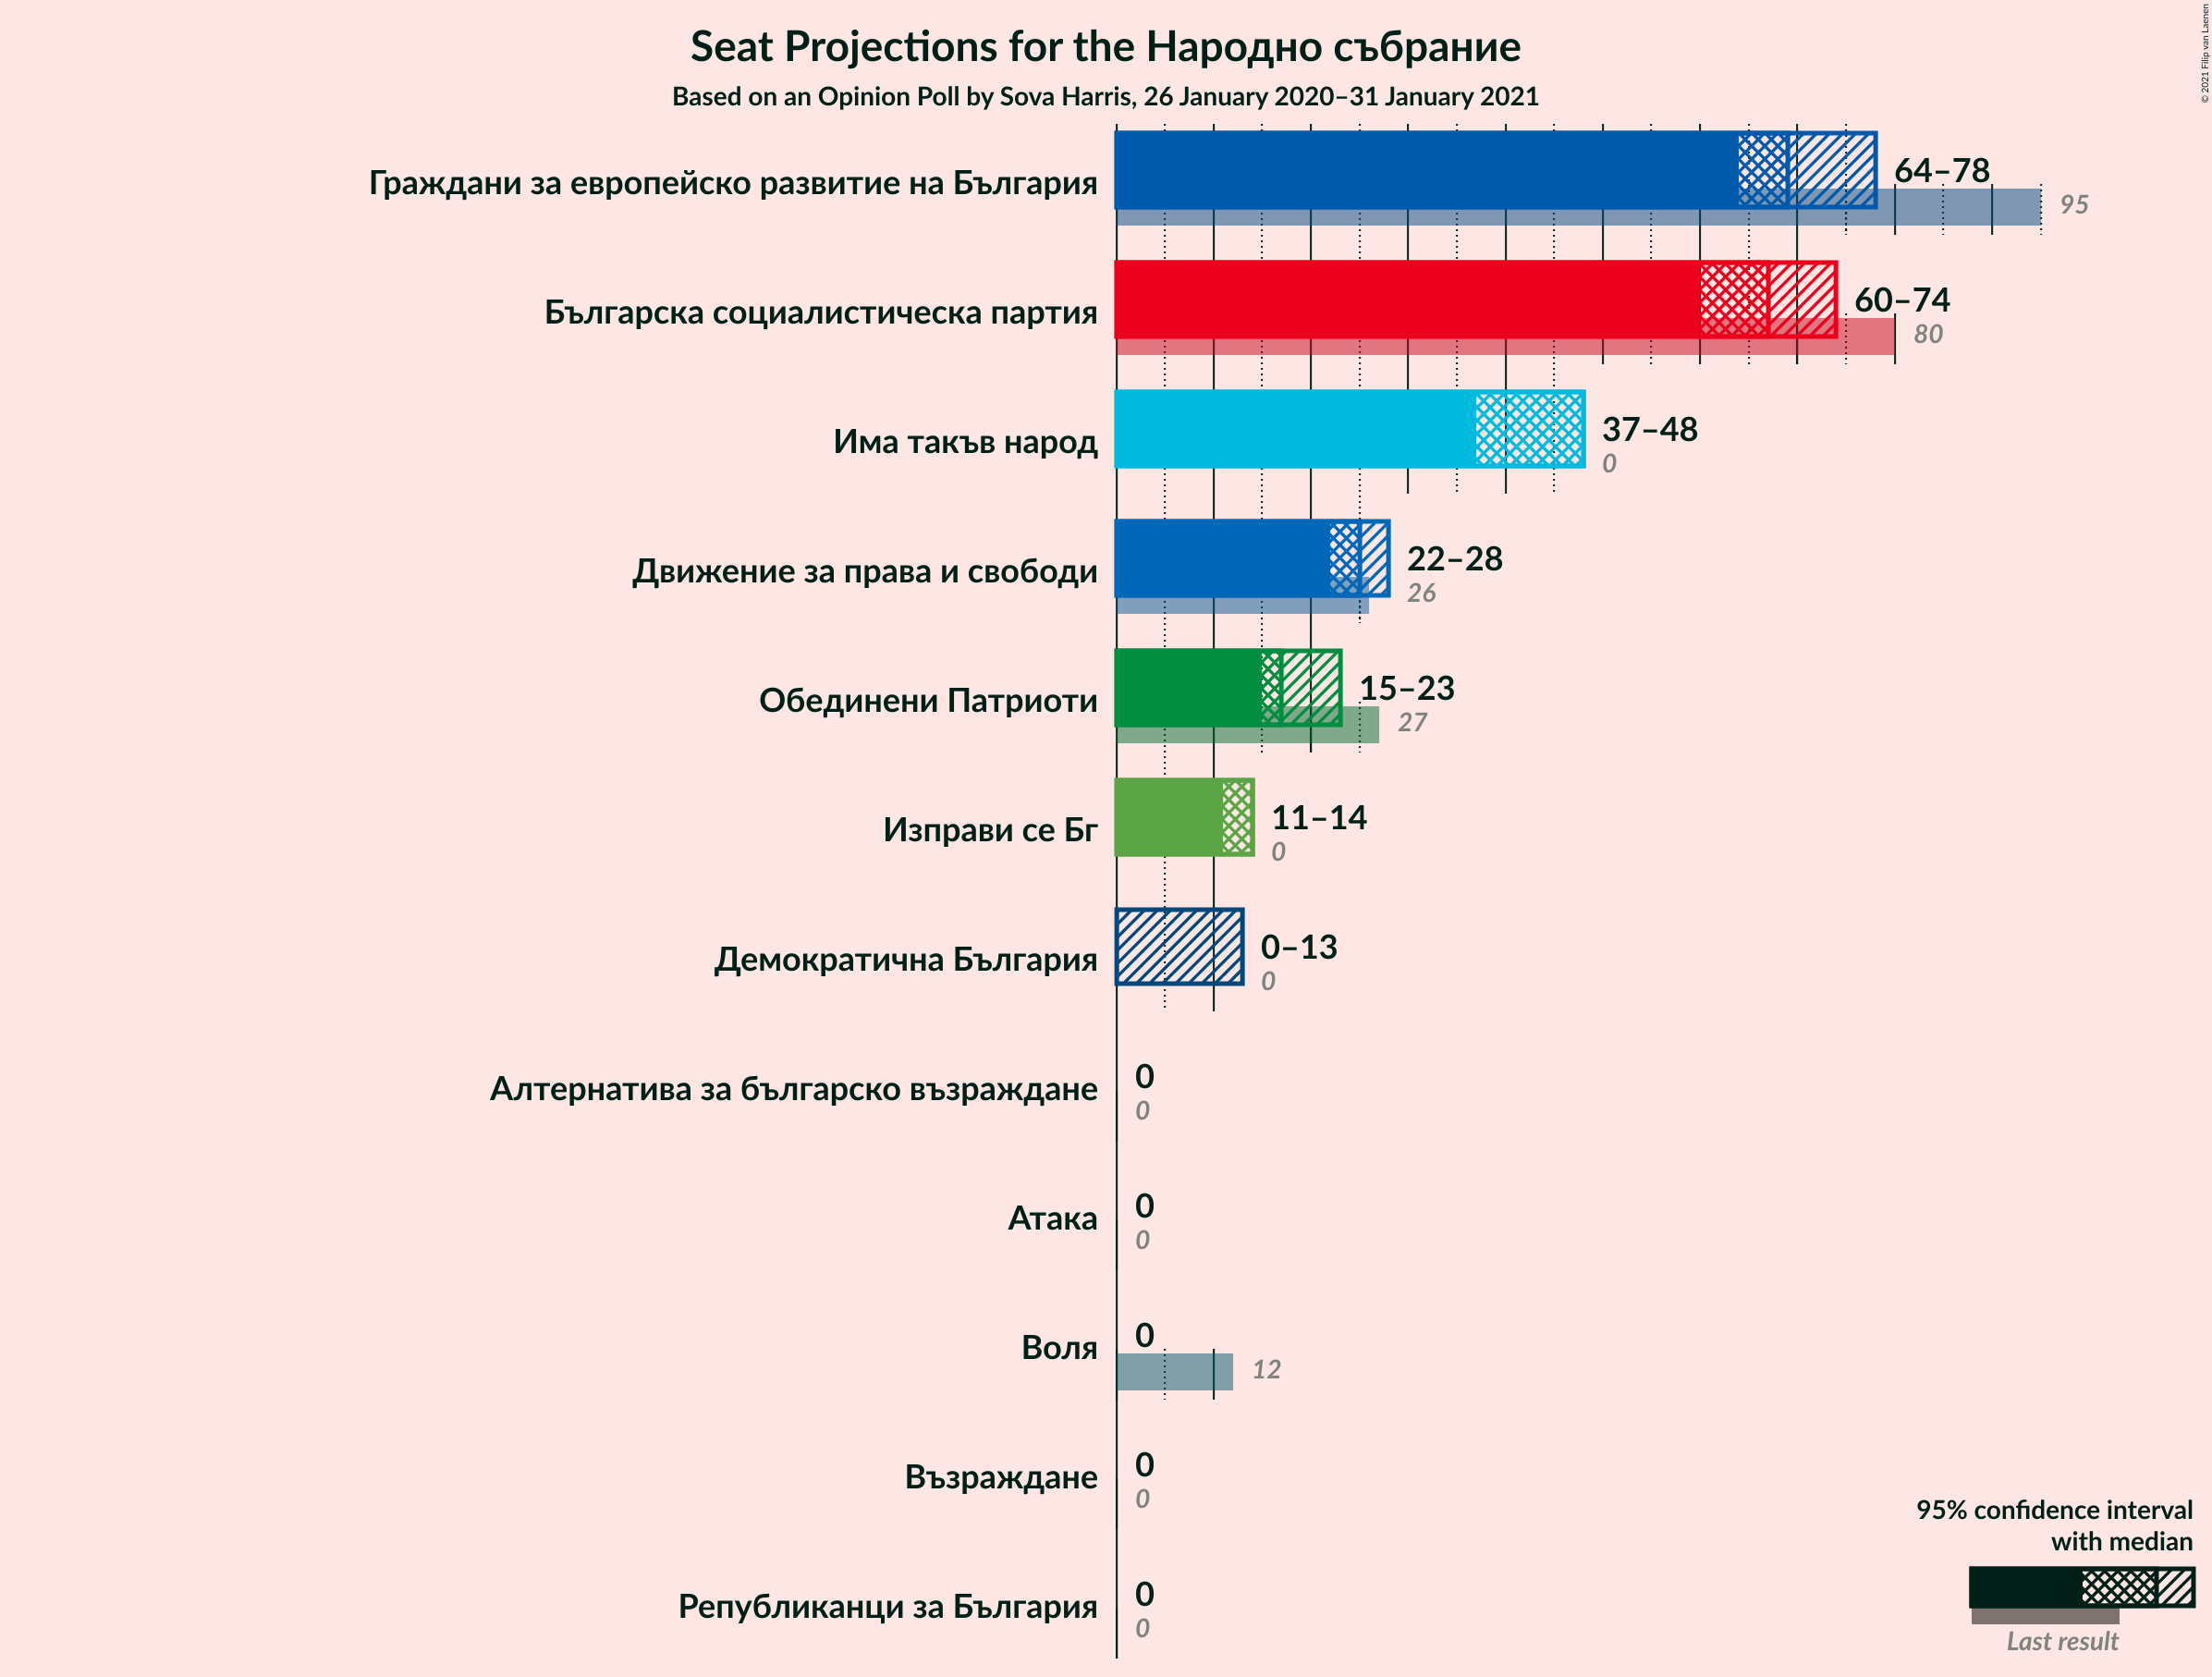 Seat Projections for the Народно събрание
Based on an Opinion Poll by Sova Harris, 26 January 2020–31 January 2021
© 2021 Filip van Laenen
Граждани за европейско развитие на България
64–78
95
Българска социалистическа партия
60–74
80
Има такъв народ
37–48
0
Движение за права и свободи
22–28
26
Обединени Патриоти
15–23
27
Изправи се Бг
11–14
0
Демократична България
0–13
0
Алтернатива за българско възраждане
0
0
Атака
0
0
Воля
0
12
Възраждане
0
0
Републиканци за България
0
0
95% confidence interval
with median
Last result